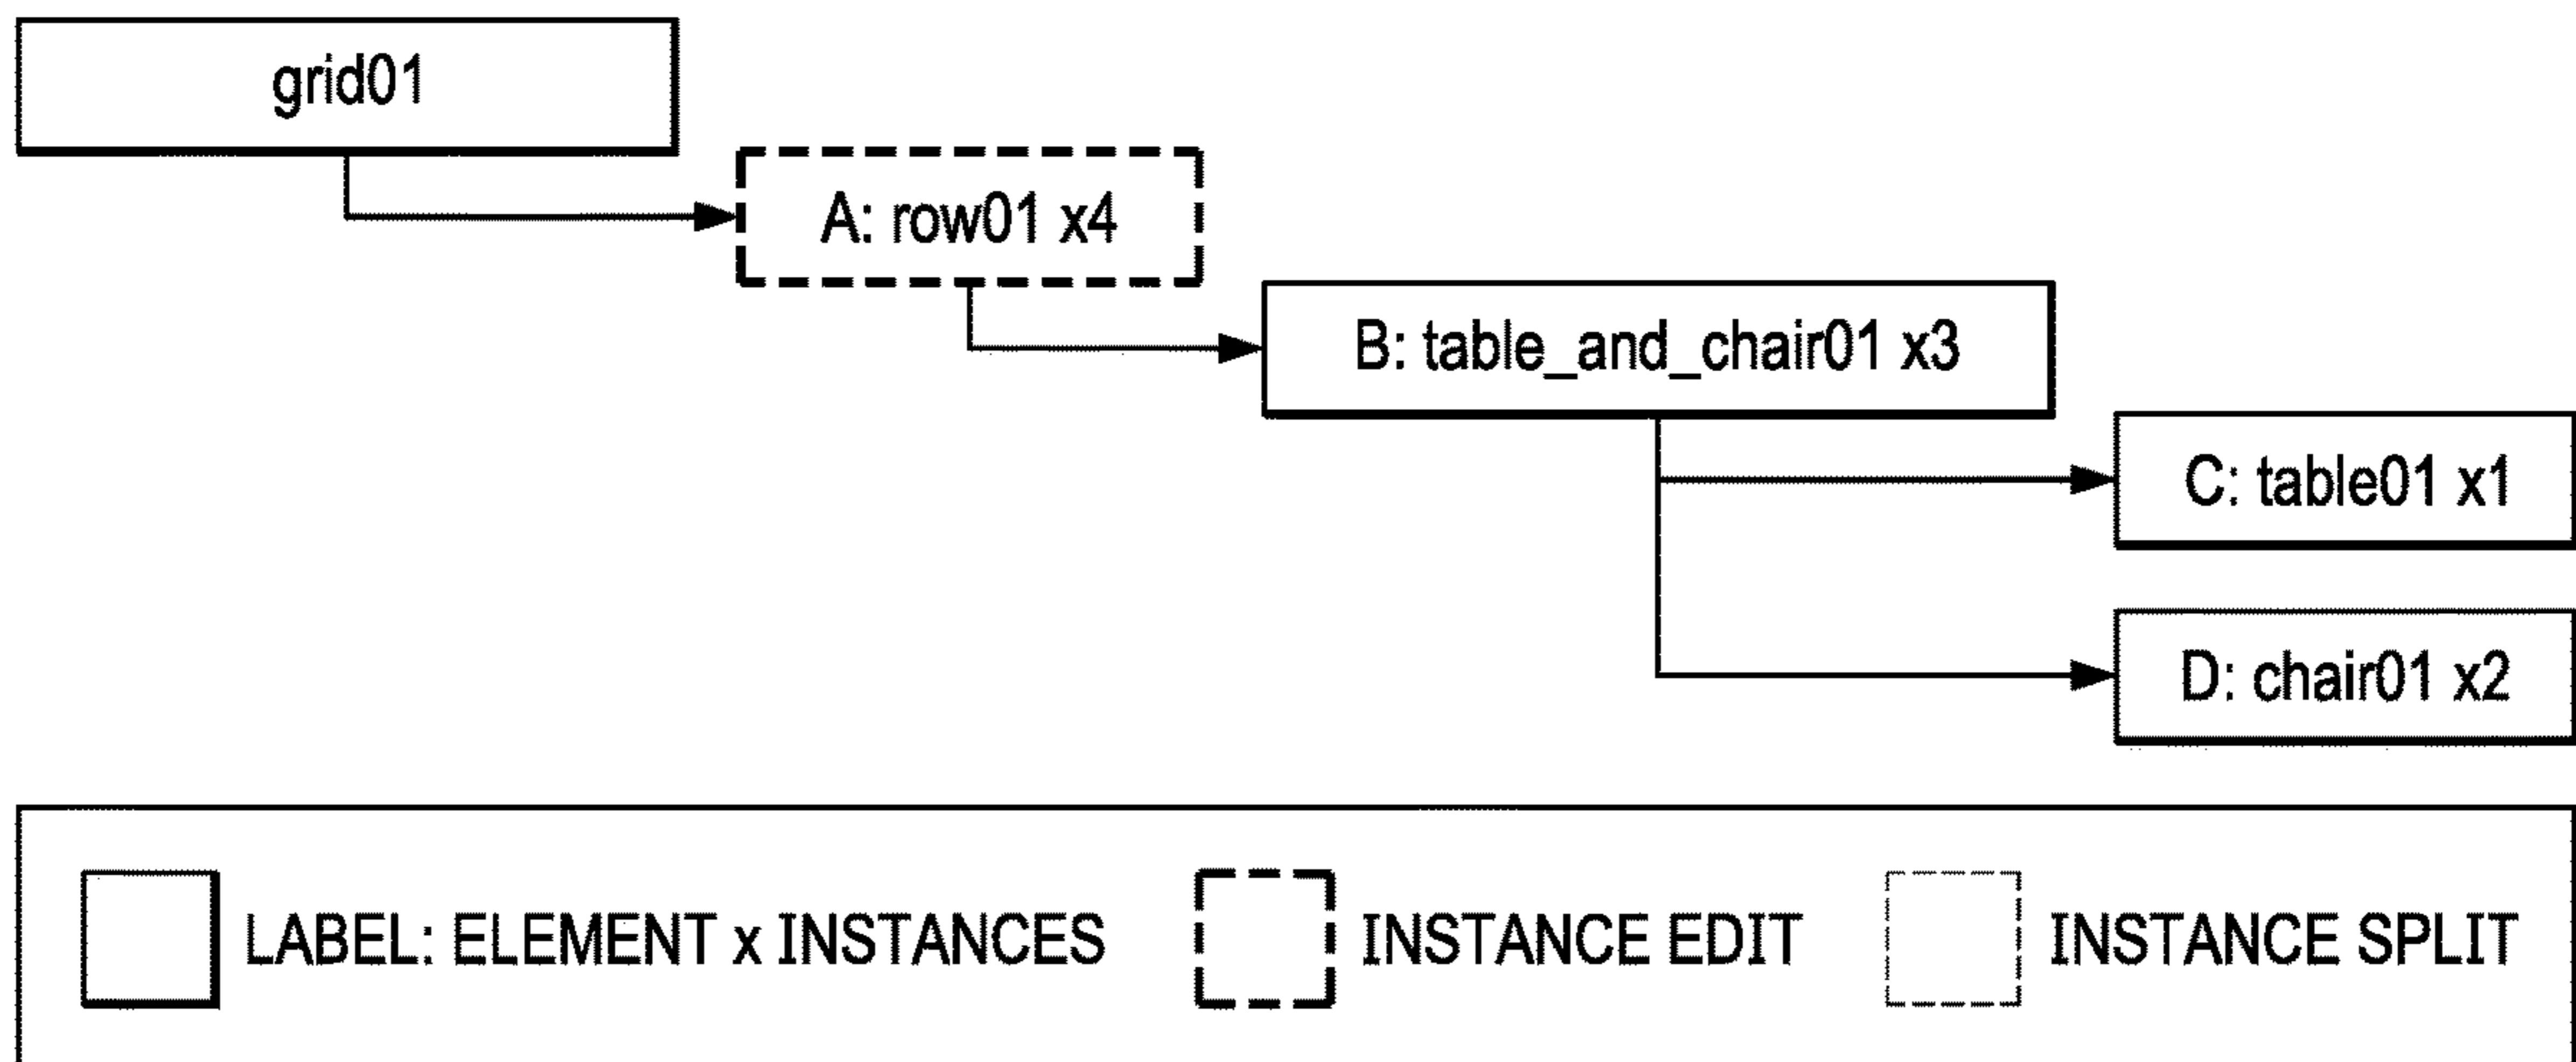 grid01
A: row01 x4
B: table_and_chair01 x3
C: table01 x1
D: chair01 x2
LABEL: ELEMENT x INSTANCES
INSTANCE EDIT
INSTANCE SPLIT